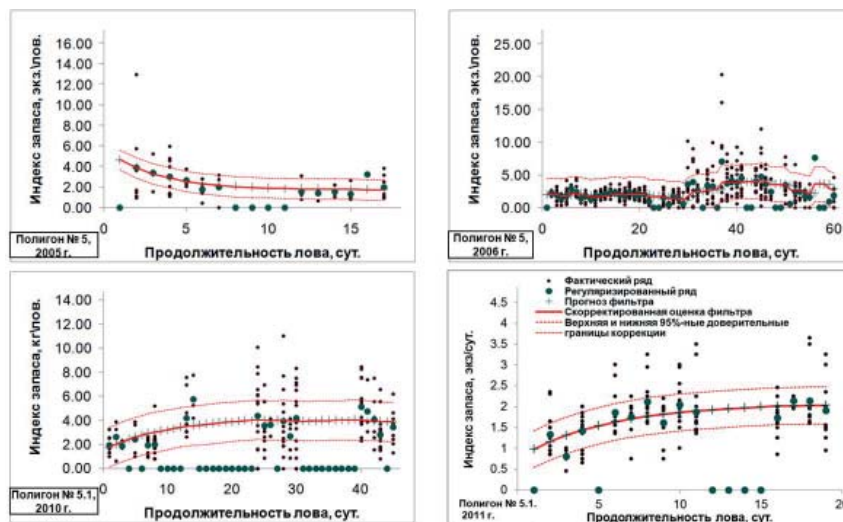 Индекс запаса, экз.\лов.
16.00
14.00
12.00
10.00
8.00
6.00
4.00
2.00
0.00
0
5
10
15
Полигон № 5,
2005 г.
Продолжительность лова, сут.
Индекс запаса, экз.\лов.
25.00
20.00
15.00
10.00
5.00
0.00
0
20
40
60
Полигон № 5,
2006 г.
Продолжительность лова, сут.
Индекс запаса, кг\лов.
14.00
12.00
10.00
8.00
6.00
4.00
2.00
0.00
0
10
20
30
40
Полигон № 5.1,
2010 г.
Продолжительность лова, сут.
Фактический ряд
Регуляризированный ряд
Прогноз фильтра
Скорректированная оценка фильтра
Верхняя и нижняя 95%-ные доверительные
границы коррекции
Индекс запаса, экз/сут.
4.5
4
3.5
3
2.5
2
1.5
1
0.5
0
0
5
10
15
20
Полигон № 5.1.
2011 г.
Продолжительность лова, сут.